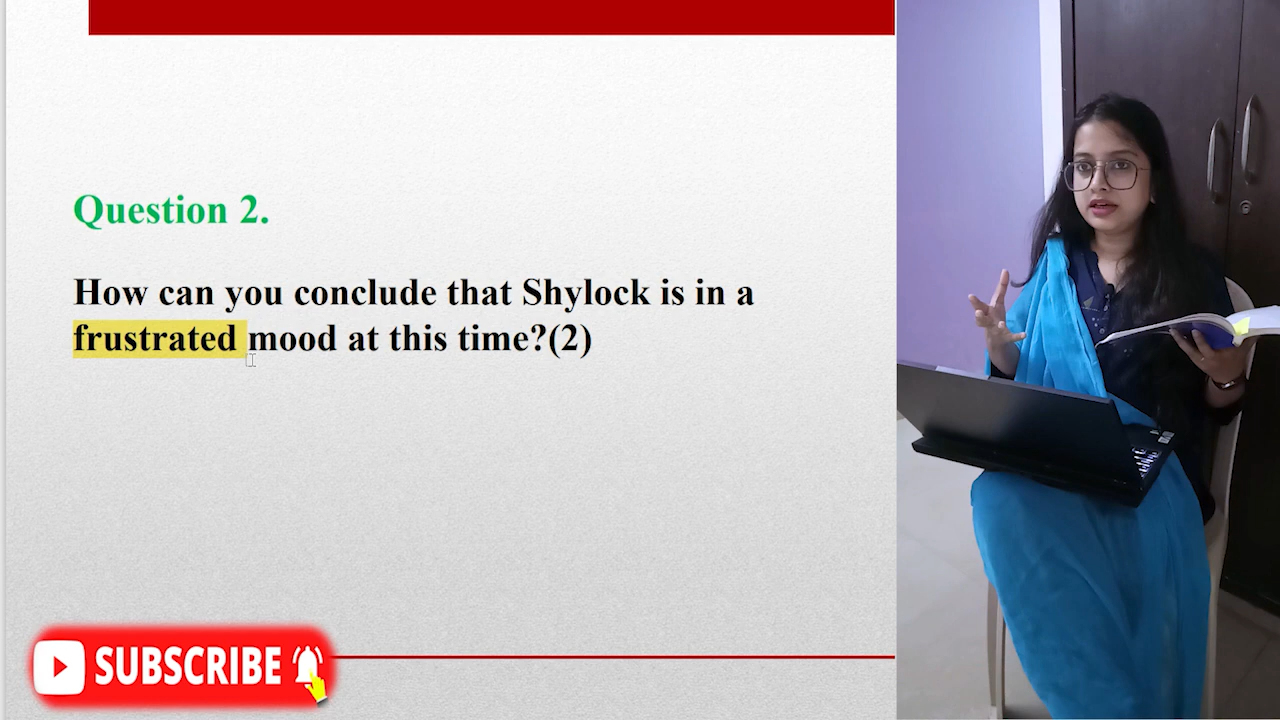 Question 2.
How can you conclude that Shylock is in a
frustrated mood at this time?(2)
SUBSCRIBE